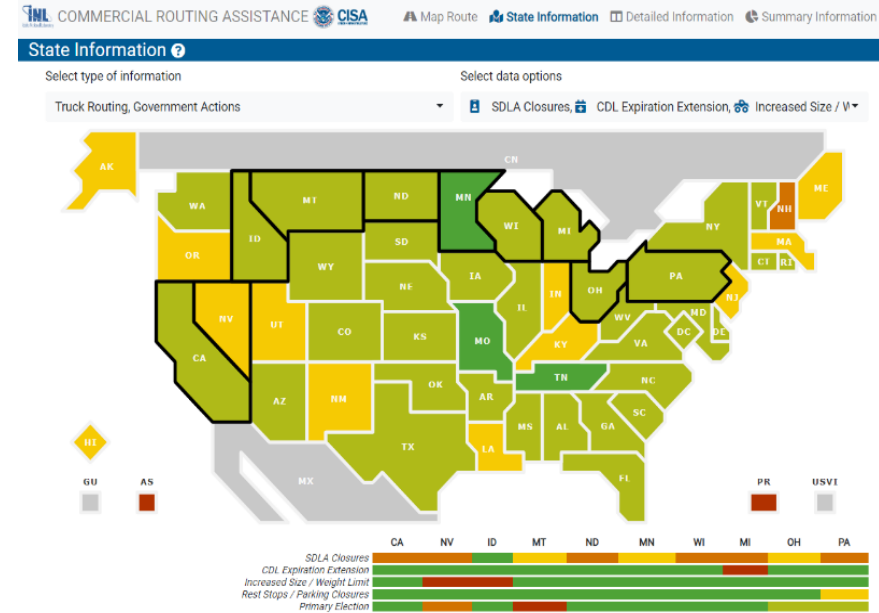 INL COMMERCIAL ROUTING ASSISTANCE CISA Map Route State Information Detailed Information Summary Information
State Information ?
Select type of information Select data options
Truck Routing, Government Actions SDLA Closures, CDL Expiration Extension, Increased Size / W
CN
AK
ME
WA MT ND MN VT NH
WI MI NY
OR ID SD MA
WY CT RI
IA PA
NE OH NJ
NV UT IL IN WV MD
CO DE
CA KS MO KY VA DC
TN NC
AZ NM OK AR SC
MS AL GA
HI TX LA
FL
GU AS MX PR USVI
CA NV ID MT ND MN WI MI OH PA
SDLA Closures
CDL Expiration Extension
Increased Size / Weight Limit
Rest Stops / Parking Closures
Primary Election